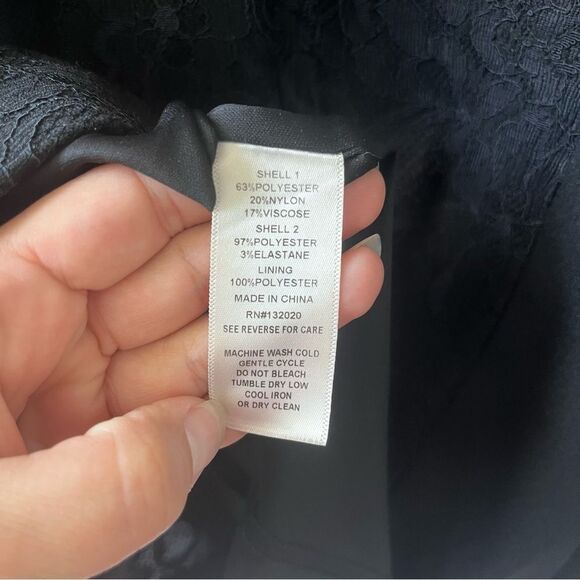 SHELL 1
63%POLYESTER
20%NYLON
17%VISCOSE
SHELL 2
97%POLYESTER
3%ELASTANE
LINING
100%POLYESTER
MADE IN CHINA
RN#132020
SEE REVERSE FOR CARE
MACHINE WASH COLD
GENTLE CYCLE
DO NOT BLEACH
TUMBLE DRY LOW
COOL IRON
OR DRY CLEAN